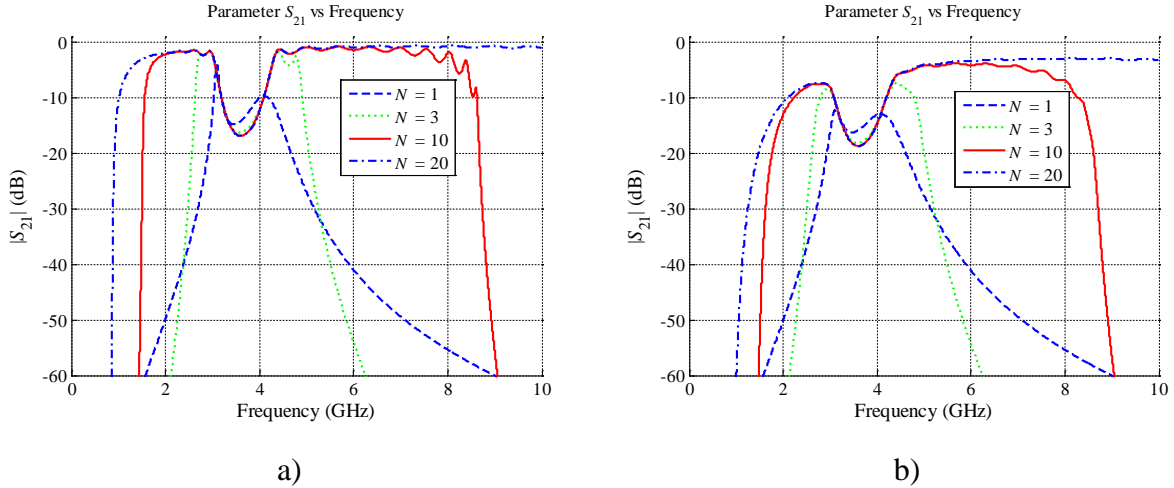 Parameter S21 vs Frequency
0
-10
-20
-30
-40
-50
-60
|S21| (dB)
N = 1
N = 3
N = 10
N = 20
0 2 4 6 8 10
Frequency (GHz)
a)
Parameter S21 vs Frequency
0
-10
-20
-30
-40
-50
-60
|S21| (dB)
N = 1
N = 3
N = 10
N = 20
2 4 6 8 10
Frequency (GHz)
b)